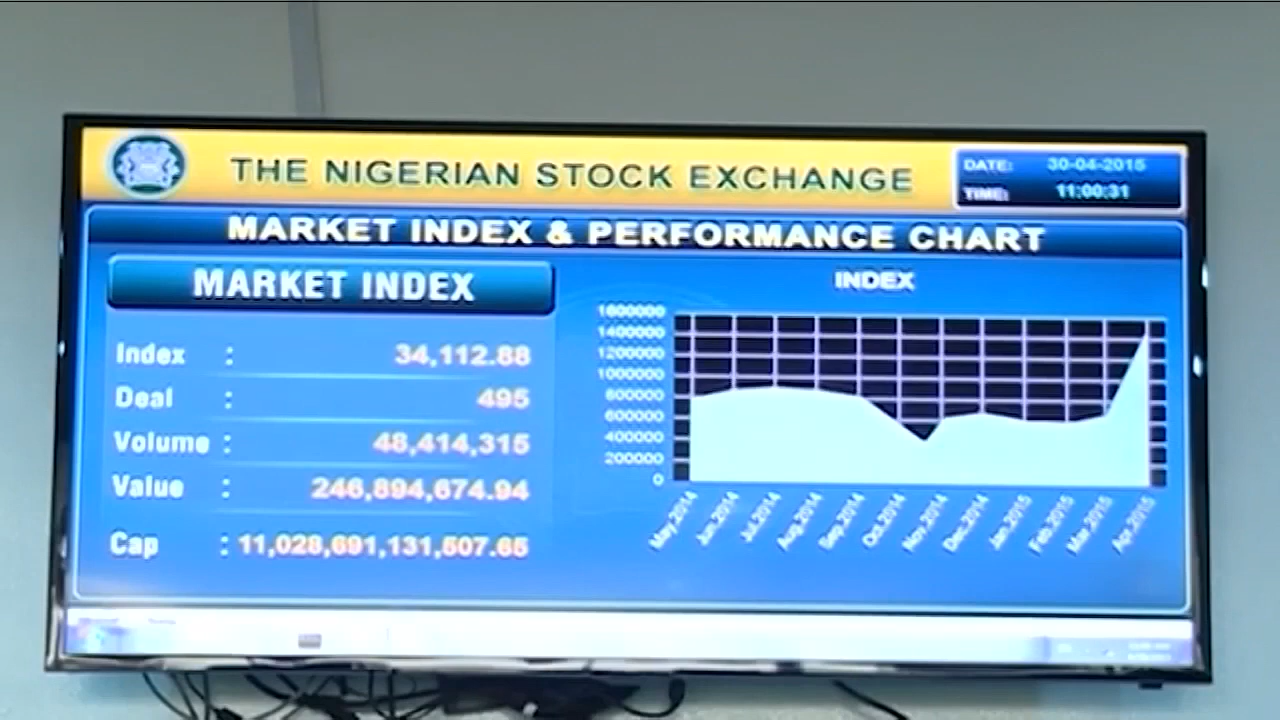 THE NIGERIAN STOCK EXCHANGE
DATE: 30-04-2015
TIME: 11:00:31
MARKET INDEX & PERFORMANCE CHART
MARKET INDEX
Index : 34,112.88
Deal : 495
Volume : 48,414,315
Value : 246,894,674.94
Cap : 11,028,691,131,507.65
INDEX
1600000
1400000
1200000
1000000
800000
600000
400000
200000
0
May,2014 Jun,2014 Jul,2014 Aug,2014 Sep,2014 Oct,2014 Nov,2014 Dec,2014 Jan,2015 Feb,2015 Mar,2015 Apr,2015